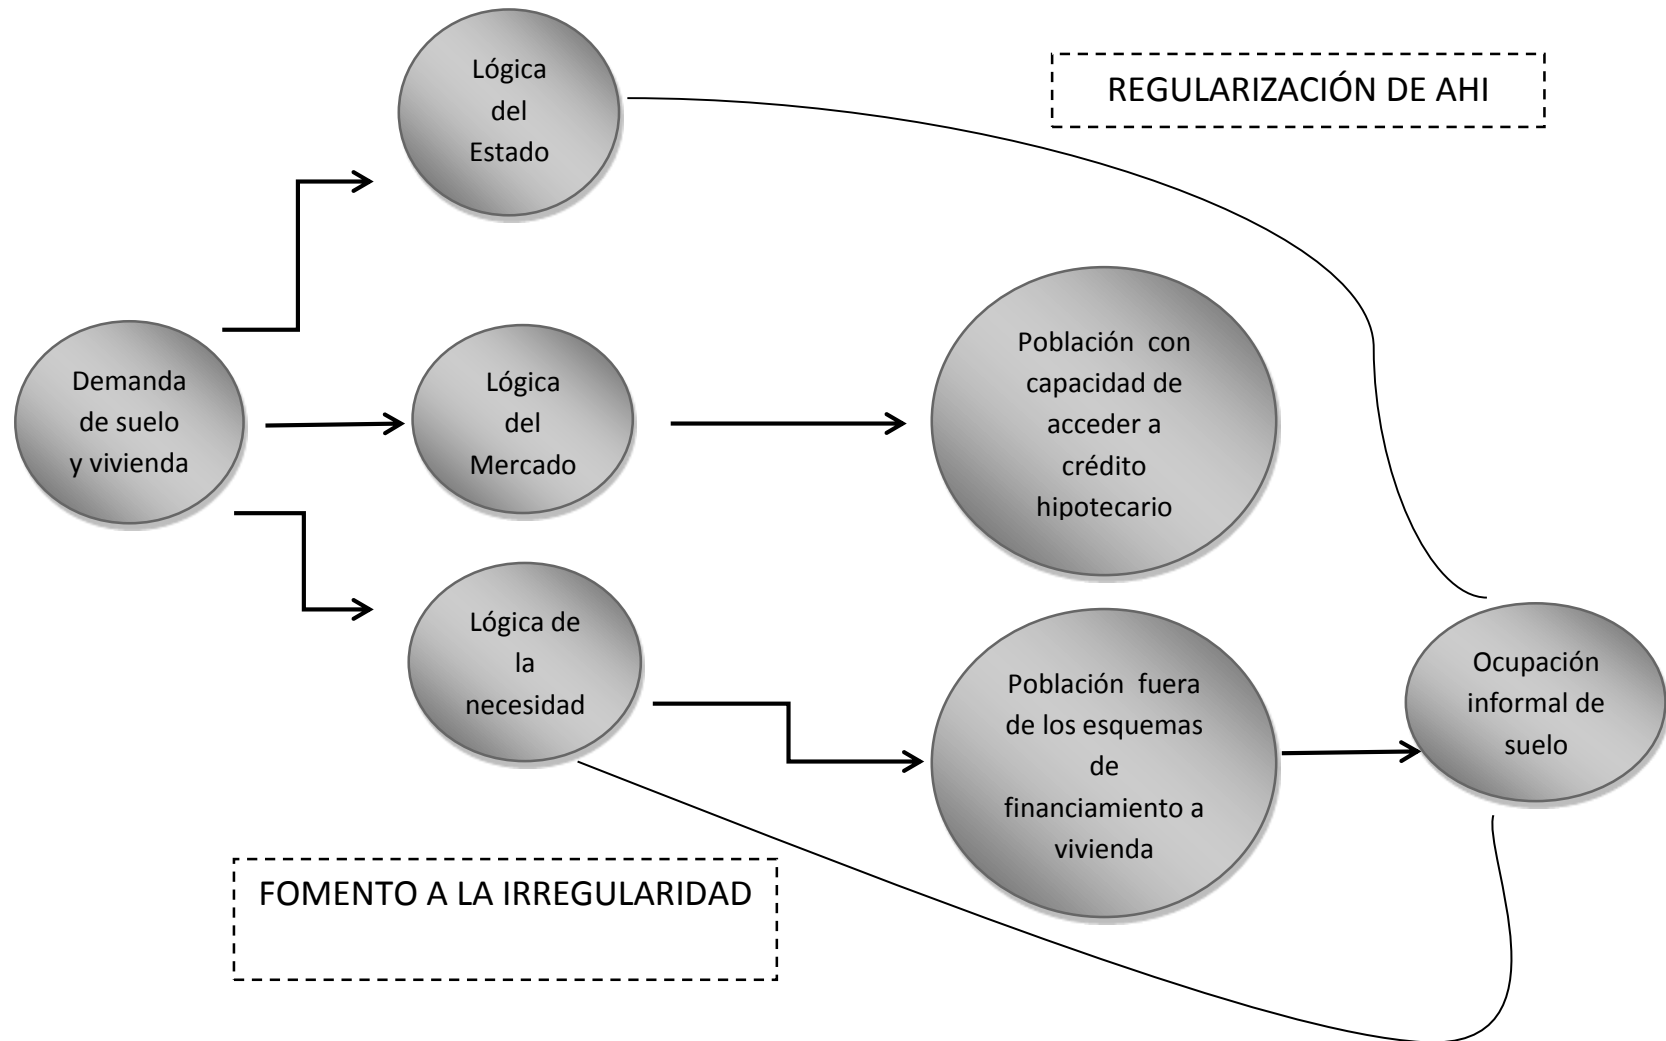 Lógica
del
Estado
REGULARIZACIÓN DE AHI
Demanda
de suelo
y vivienda
Lógica
del
Mercado
Población con
capacidad de
acceder a
crédito
hipotecario
Lógica de
la
necesidad
Población fuera
de los esquemas
de
financiamiento a
vivienda
Ocupación
informal de
suelo
FOMENTO A LA IRREGULARIDAD